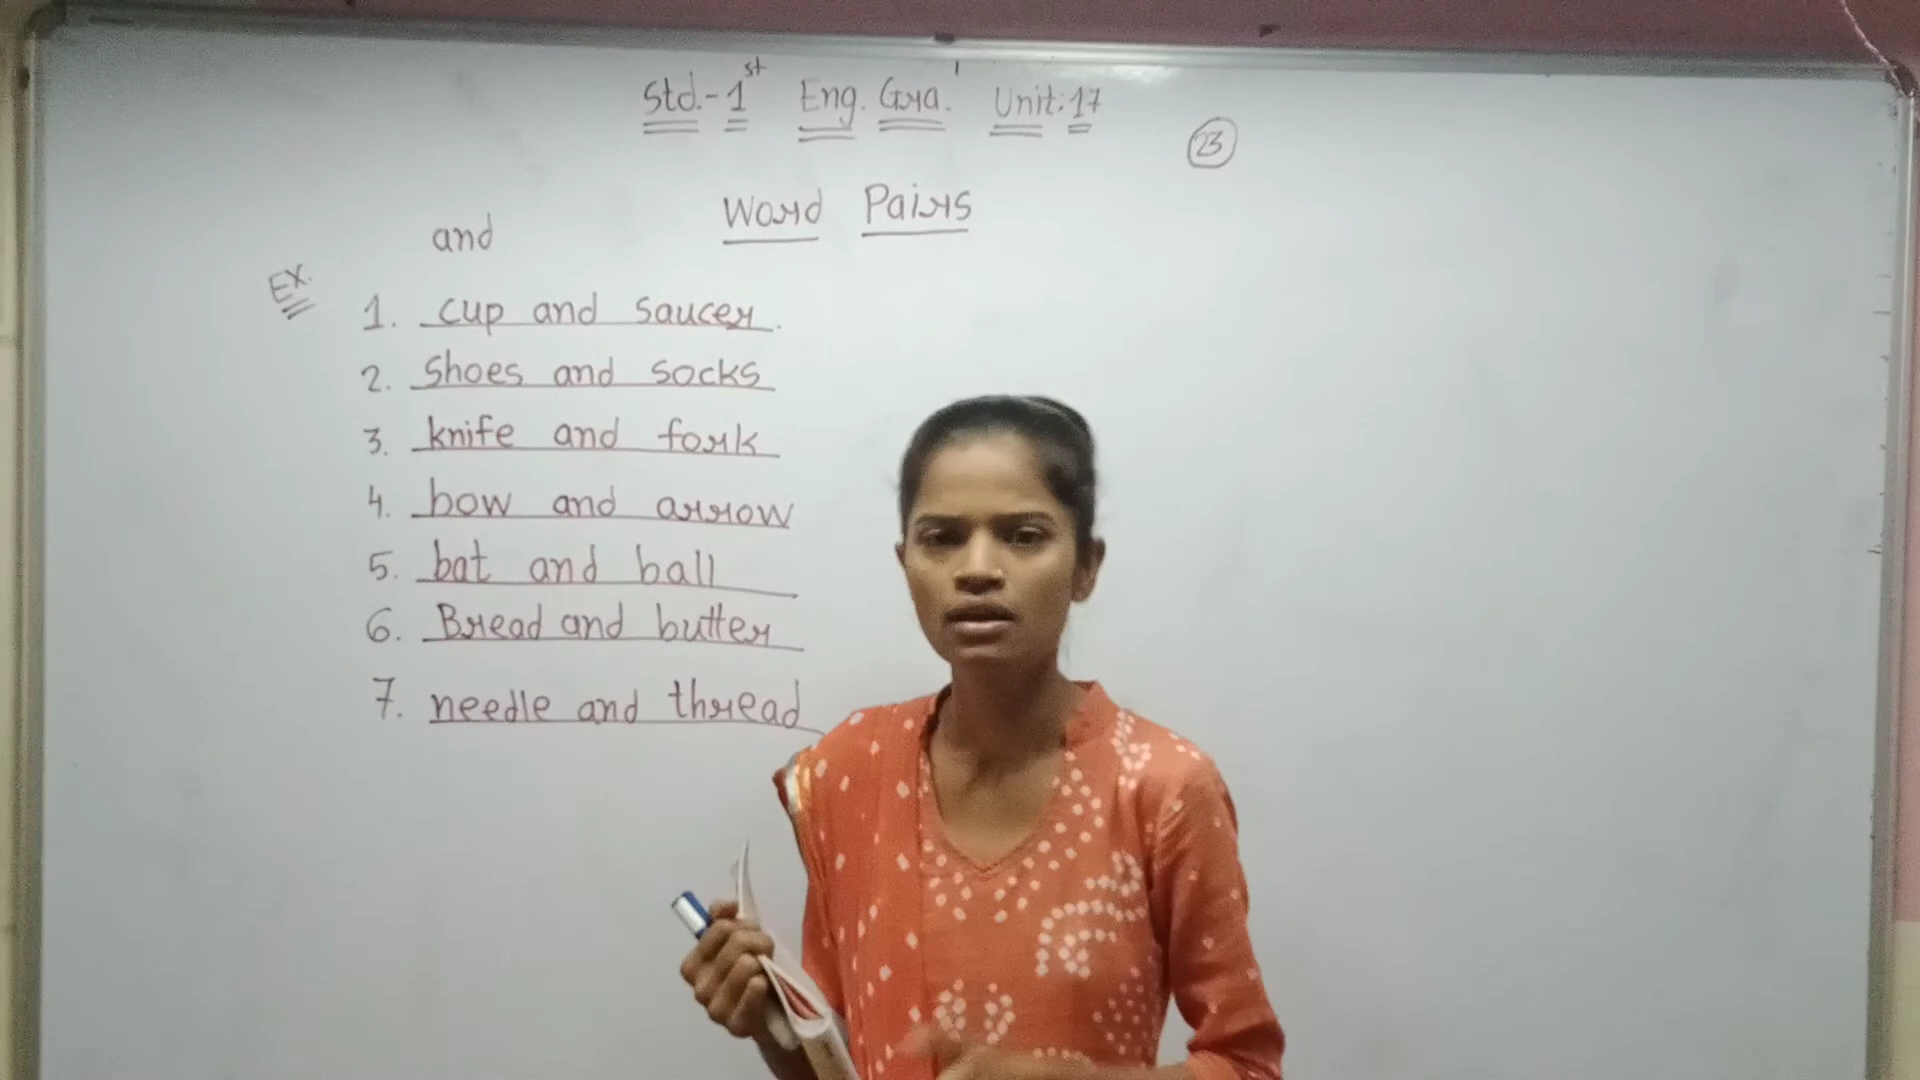 Std.-1st Eng. Gra. Unit: 17
23
Word Pairs
and
Ex.
1. cup and saucer.
2. Shoes and socks
3. knife and fork
4. bow and arrow
5. bat and ball
6. Bread and butter
7. needle and thread